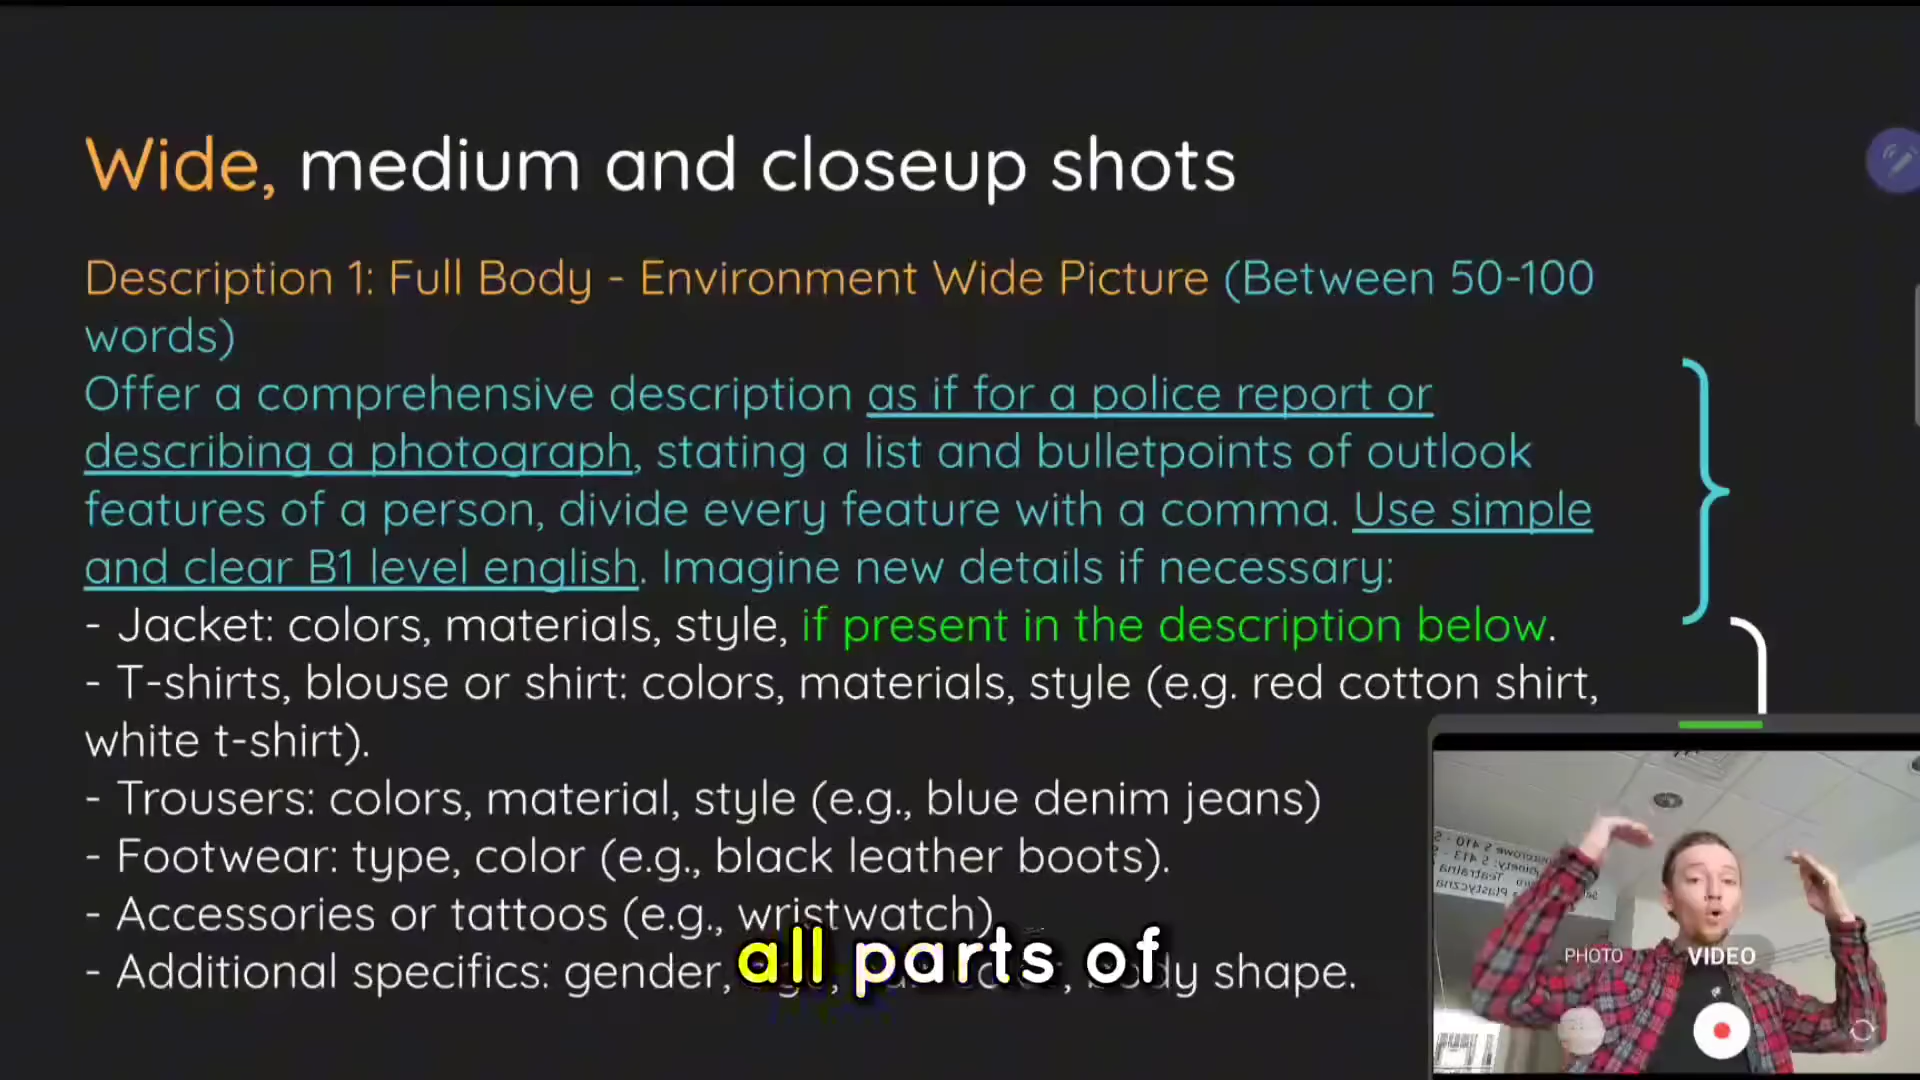 Wide, medium and closeup shots
Description 1: Full Body - Environment Wide Picture (Between 50-100
words)
Offer a comprehensive description as if for a police report or
describing a photograph, stating a list and bulletpoints of outlook
features of a person, divide every feature with a comma. Use simple
and clear B1 level english. Imagine new details if necessary:
- Jacket: colors, materials, style, if present in the description below.
- T-shirts, blouse or shirt: colors, materials, style (e.g. red cotton shirt,
white t-shirt).
- Trousers: colors, material, style (e.g., blue denim jeans)
- Footwear: type, color (e.g., black leather boots).
- Accessories or tattoos (e.g., wristwatch)
- Additional specifics: gender, body shape.
all parts of
PHOTO VIDEO